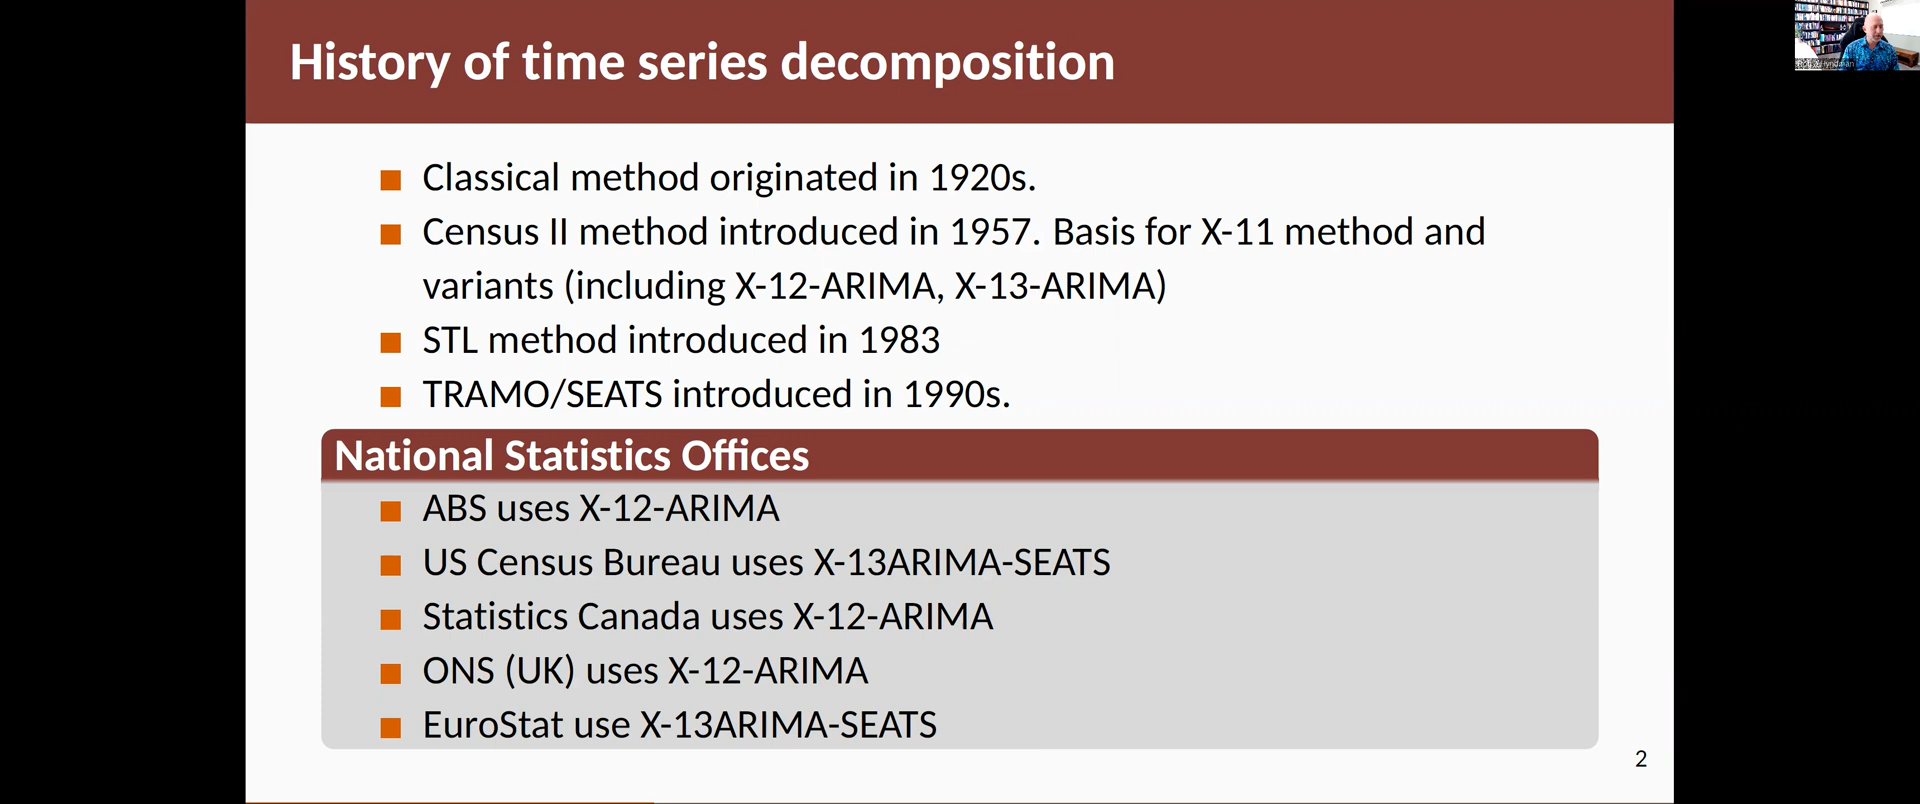 History of time series decomposition
■ Classical method originated in 1920s.
■ Census II method introduced in 1957. Basis for X-11 method and
variants (including X-12-ARIMA, X-13-ARIMA)
■ STL method introduced in 1983
■ TRAMO/SEATS introduced in 1990s.
National Statistics Offices
■ ABS uses X-12-ARIMA
■ US Census Bureau uses X-13ARIMA-SEATS
■ Statistics Canada uses X-12-ARIMA
■ ONS (UK) uses X-12-ARIMA
■ EuroStat use X-13ARIMA-SEATS
2